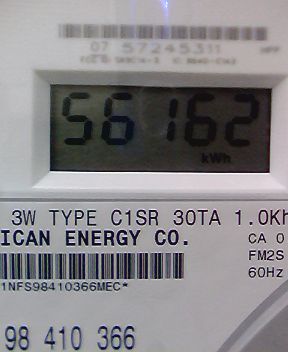 07 57245311
56162
kWh
3W TYPE C1SR 30TA 1.0Kh
ICAN ENERGY CO.
CA 0
FM2S
60Hz
1NFS98410366MEC*
98 410 366